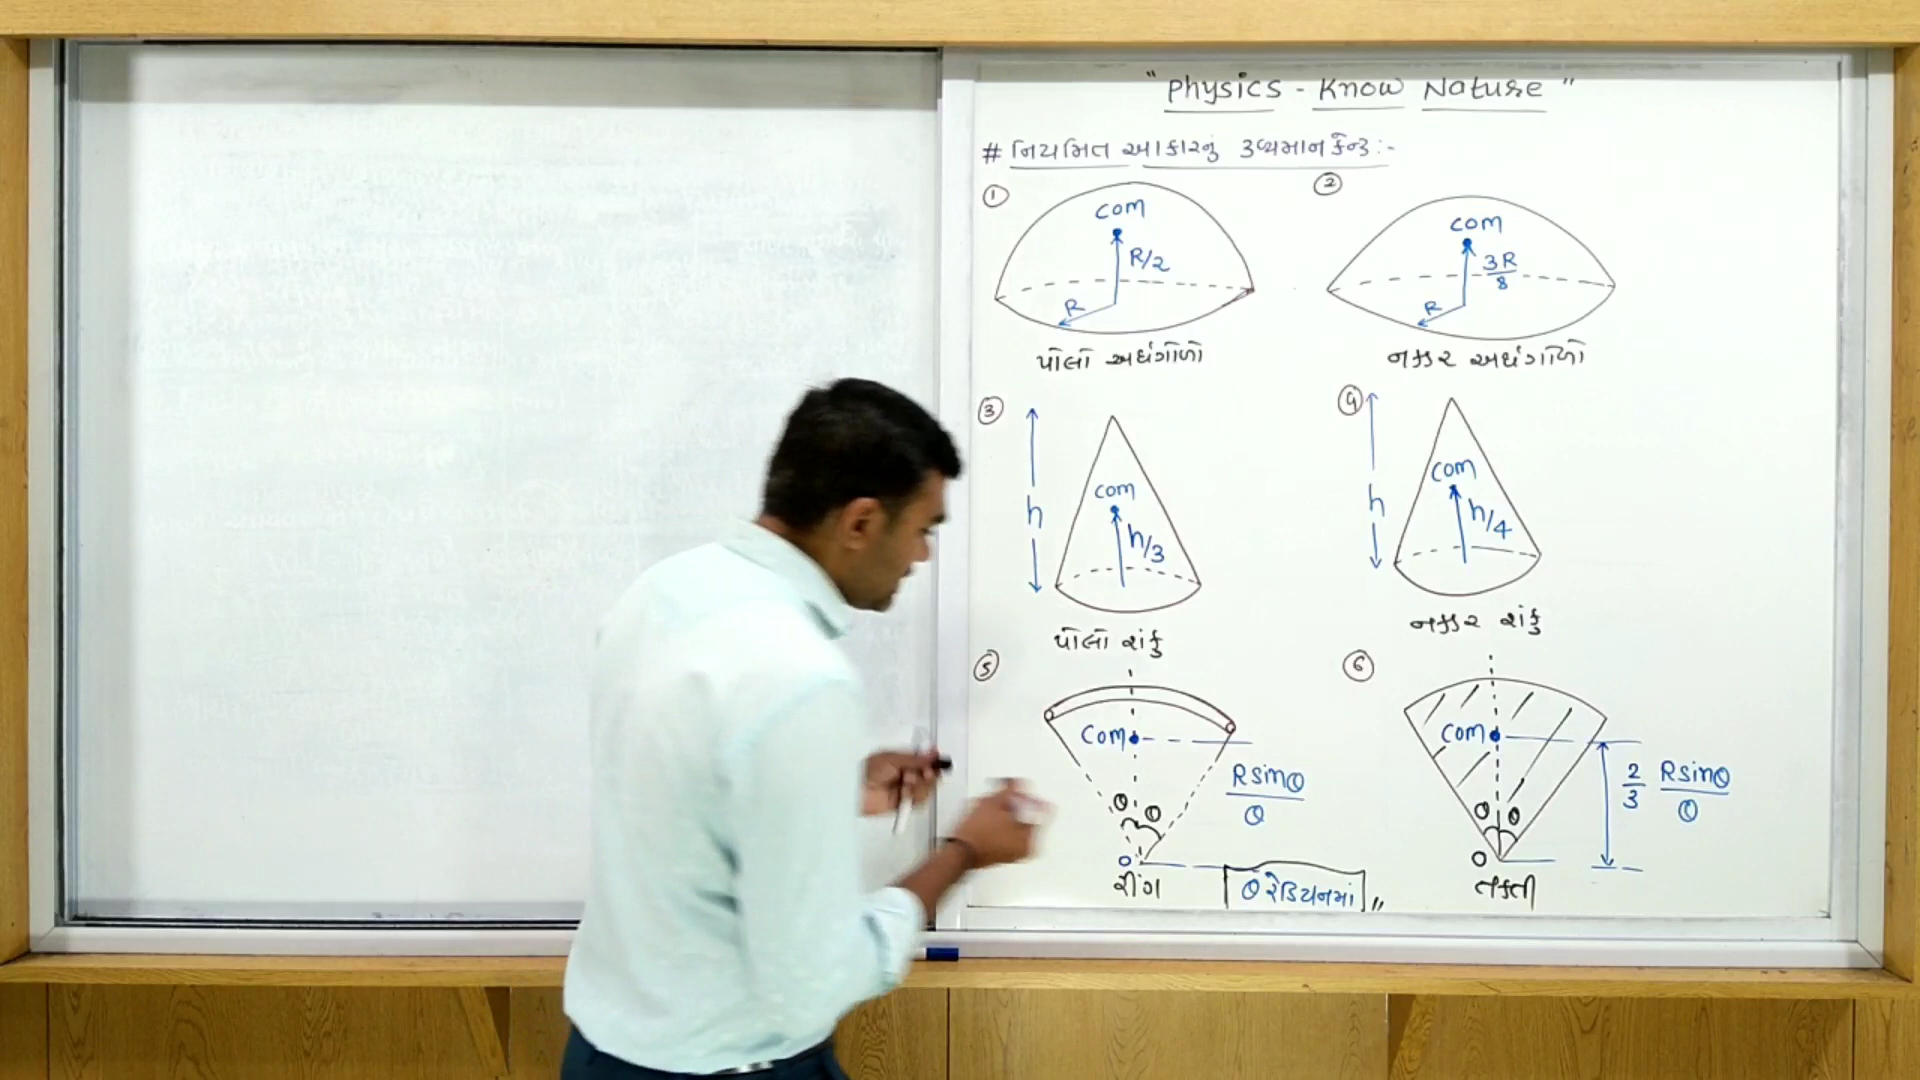 "Physics - Know Nature"
# નિયમિત આકારનું દ્રવ્યમાન કેન્દ્ર :-
①
com
R/2
R
પોલો અર્ધગોળો
②
com
3R/8
R
નક્કર અર્ધગોળો
③
h
com
h/3
પોલો શંકુ
④
h
com
h/4
નક્કર શંકુ
⑤
com
θ θ
Rsinθ/θ
O
રીંગ
θ રેડિયનમાં "
⑥
com
θ θ
2/3 Rsinθ/θ
O
તકતી